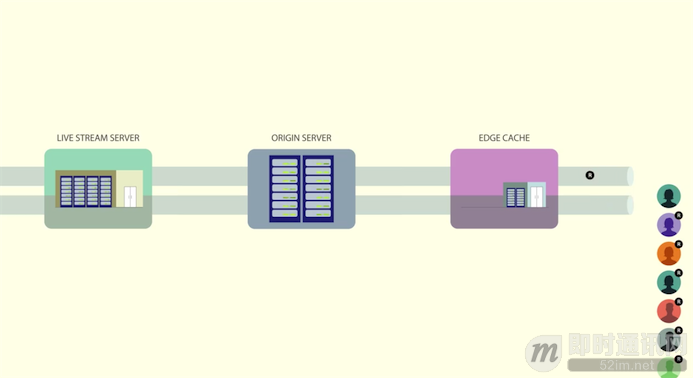 LIVE STREAM SERVER
ORIGIN SERVER
EDGE CACHE
R
R
R
R
R
R
R
m
即时通讯网
52im.net